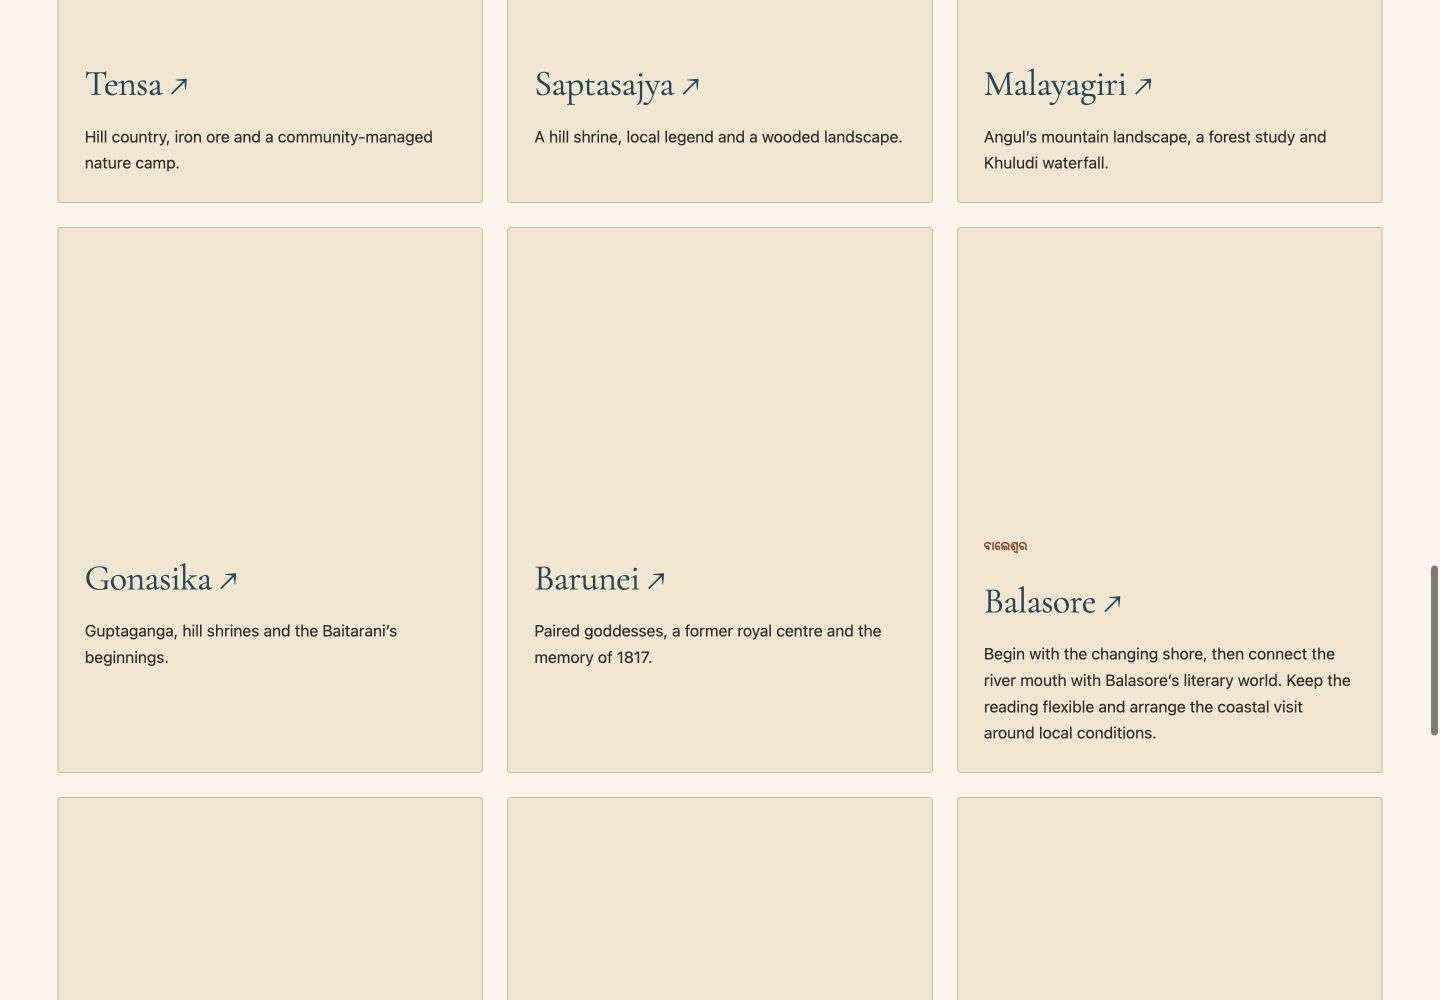 Tensa ↗
Hill country, iron ore and a community-managed
nature camp.
Saptasajya ↗
A hill shrine, local legend and a wooded landscape.
Malayagiri ↗
Angul’s mountain landscape, a forest study and
Khuludi waterfall.
Gonasika ↗
Guptaganga, hill shrines and the Baitarani’s
beginnings.
Barunei ↗
Paired goddesses, a former royal centre and the
memory of 1817.
ବାଲେଶ୍ୱର
Balasore ↗
Begin with the changing shore, then connect the
river mouth with Balasore’s literary world. Keep the
reading flexible and arrange the coastal visit
around local conditions.